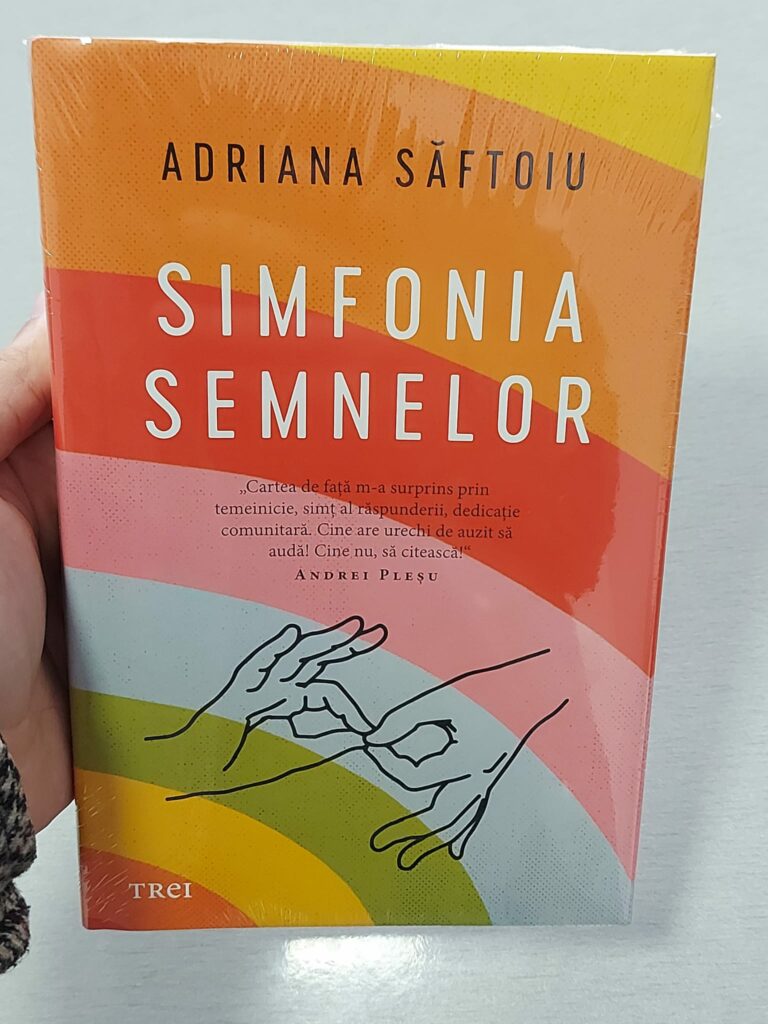 ADRIANA SĂFTOIU
SIMFONIA
SEMNELOR
„Cartea de față m-a surprins prin
temeinicie, simț al răspunderii, dedicație
comunitară. Cine are urechi de auzit să
audă! Cine nu, să citească!“
ANDREI PLEȘU
TREI